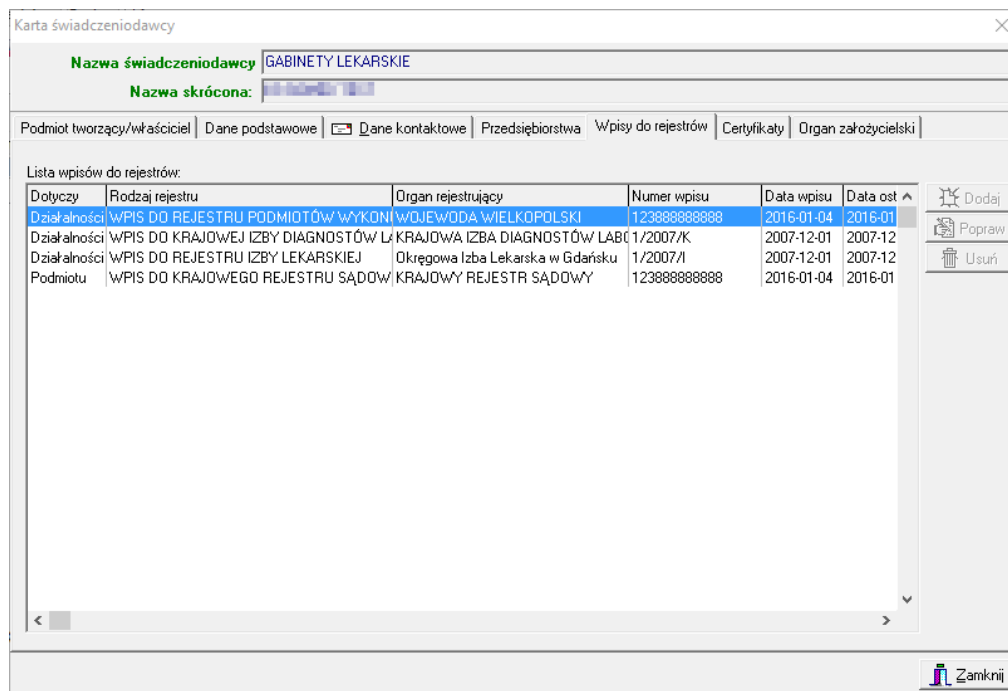 Karta świadczeniodawcy
Nazwa świadczeniodawcy GABINETY LEKARSKIE
Nazwa skrócona:
Podmiot tworzący/właściciel Dane podstawowe Dane kontaktowe Przedsiębiorstwa Wpisy do rejestrów Certyfikaty Organ założycielski
Lista wpisów do rejestrów:
Dotyczy Rodzaj rejestru Organ rejestrujący Numer wpisu Data wpisu Data ost
Działalności WPIS DO REJESTRU PODMIOTÓW WYKON WOJEWODA WIELKOPOLSKI 123888888888 2016-01-04 2016-01
Działalności WPIS DO KRAJOWEJ IZBY DIAGNOSTÓW KRAJOWA IZBA DIAGNOSTÓW LAB 1/2007/K 2007-12-01 2007-12
Działalności WPIS DO REJESTRU IZBY LEKARSKIEJ Okręgowa Izba Lekarska w Gdańsku 1/2007/I 2007-12-01 2007-12
Podmiotu WPIS DO KRAJOWEGO REJESTRU SĄDOW KRAJOWY REJESTR SĄDOWY 123888888888 2016-01-04 2016-01
Dodaj
Popraw
Usuń
Zamknij